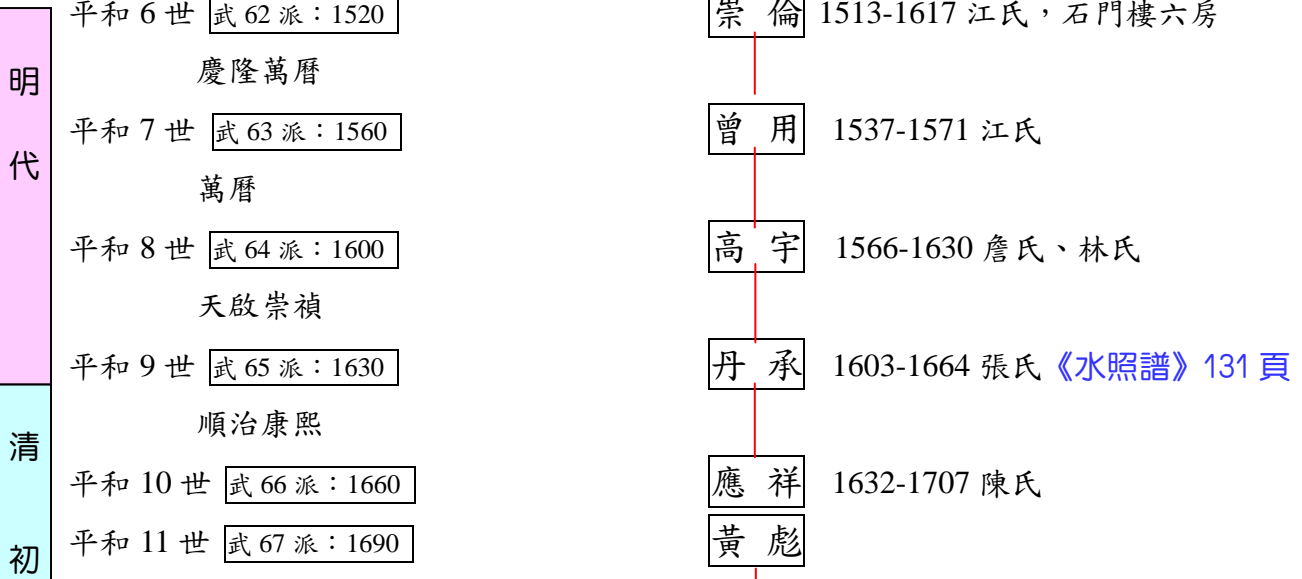 平和 6 世 武 62 派：1520 崇 倫 1513-1617 江氏，石門樓六房
慶隆萬曆
平和 7 世 武 63 派：1560 曾 用 1537-1571 江氏
萬曆
平和 8 世 武 64 派：1600 高 宇 1566-1630 詹氏、林氏
天啟崇禎
平和 9 世 武 65 派：1630 丹 承 1603-1664 張氏《水照譜》131 頁
順治康熙
平和 10 世 武 66 派：1660 應 祥 1632-1707 陳氏
平和 11 世 武 67 派：1690 黃 彪
明代
清初